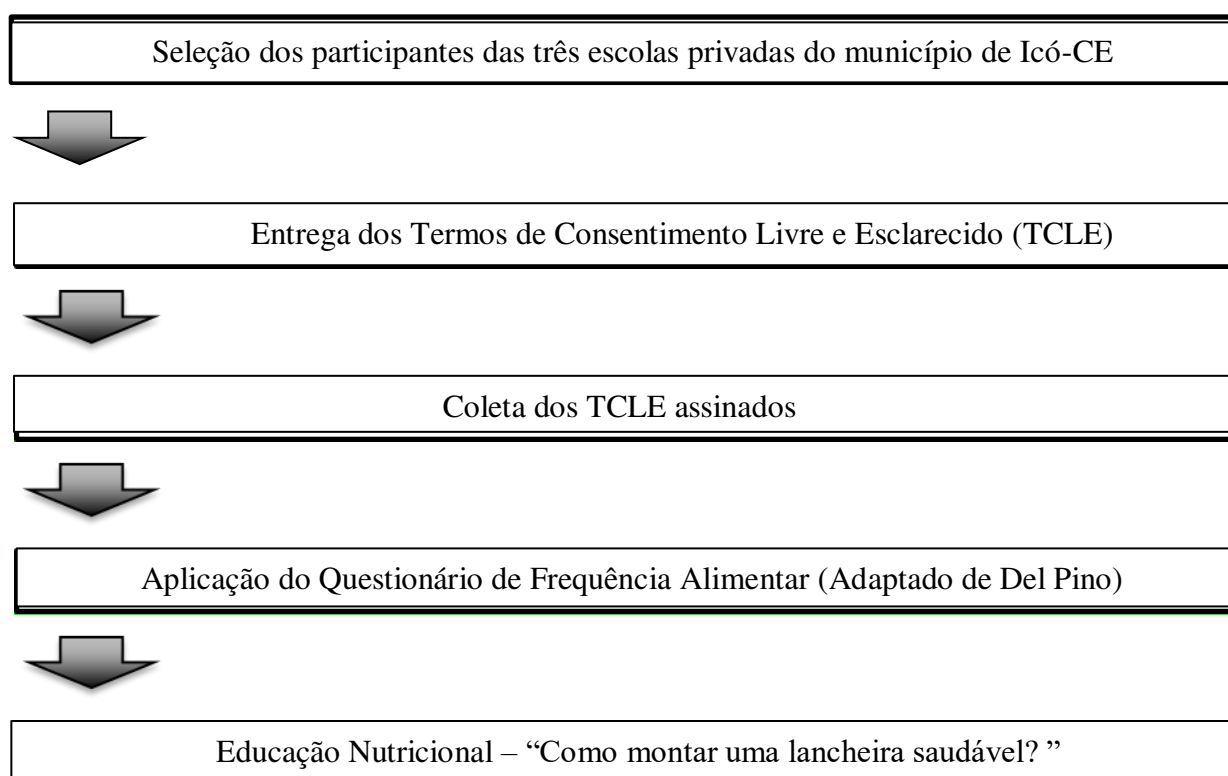 Seleção dos participantes das três escolas privadas do município de Icó-CE
Entrega dos Termos de Consentimento Livre e Esclarecido (TCLE)
Coleta dos TCLE assinados
Aplicação do Questionário de Frequência Alimentar (Adaptado de Del Pino)
Educação Nutricional – “Como montar uma lancheira saudável? ”